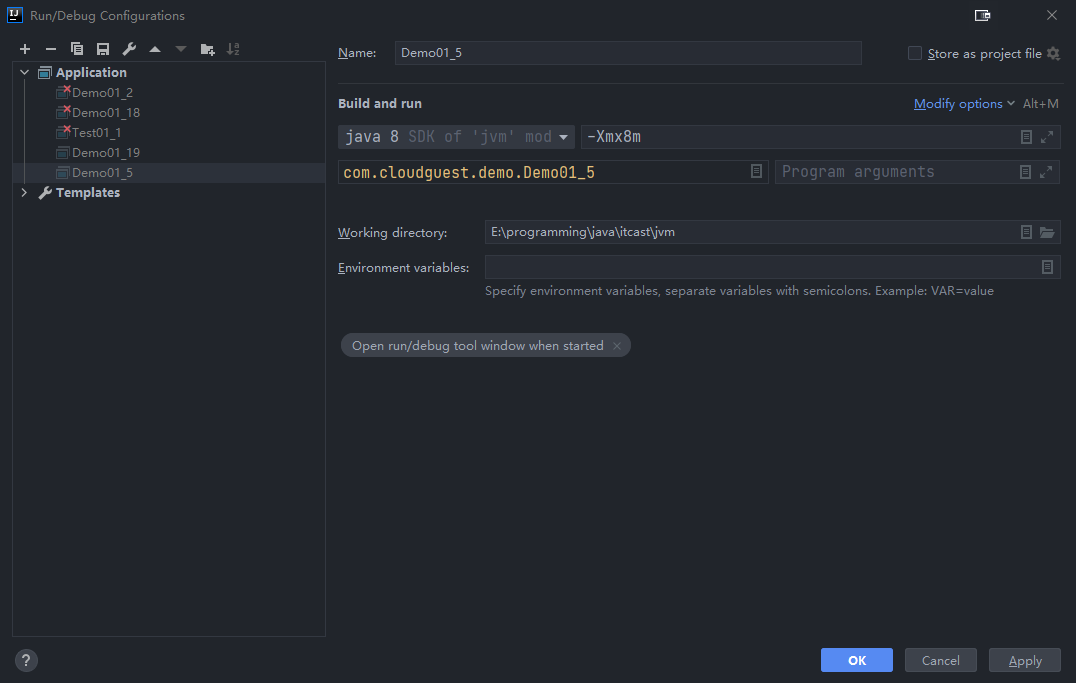 Run/Debug Configurations
Name: Demo01_5 Store as project file
Application
Demo01_2
Demo01_18
Test01_1
Demo01_19
Demo01_5
Templates
Build and run
Modify options Alt+M
java 8 SDK of 'jvm' mod -Xmx8m
com.cloudguest.demo.Demo01_5 Program arguments
Working directory: E:\programming\java\itcast\jvm
Environment variables:
Specify environment variables, separate variables with semicolons. Example: VAR=value
Open run/debug tool window when started
?
OK Cancel Apply